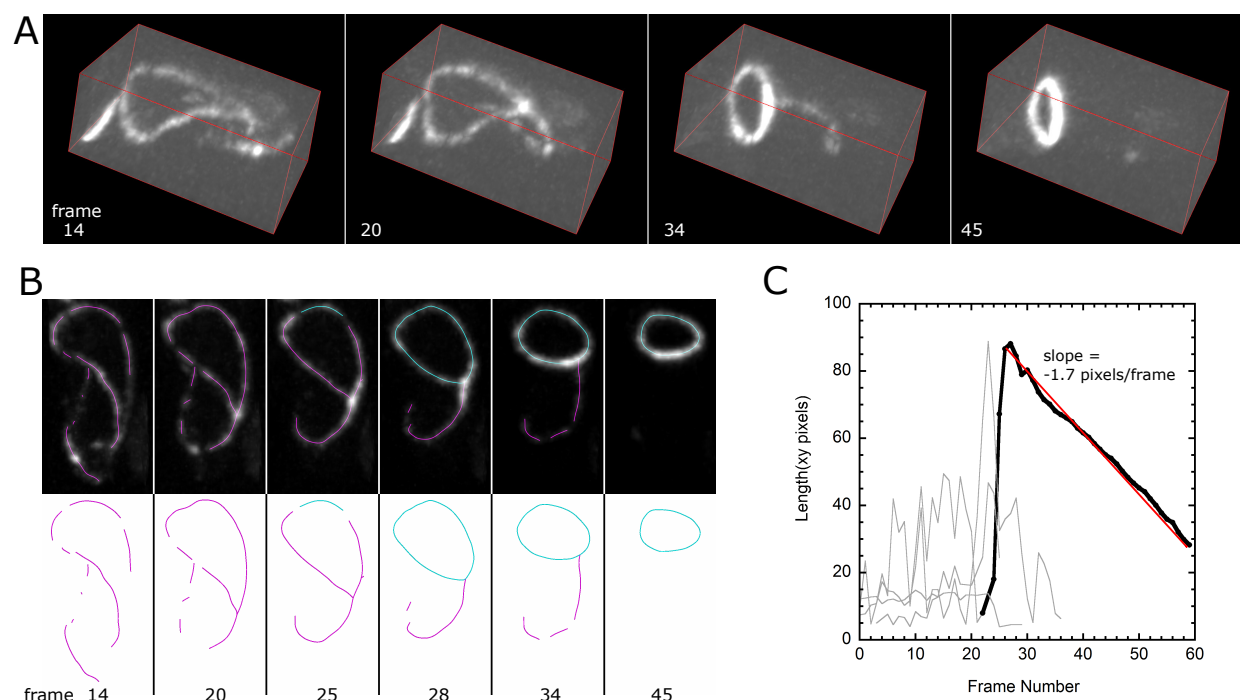 A
frame
14
20
34
45
B
frame 14 20 25 28 34 45
C
100
80
60
40
20
0
Length(xy pixels)
slope =
-1.7 pixels/frame
0 10 20 30 40 50 60
Frame Number